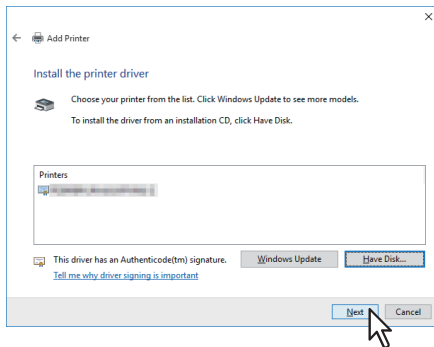 Add Printer
Install the printer driver
Choose your printer from the list. Click Windows Update to see more models.
To install the driver from an installation CD, click Have Disk.
Printers
This driver has an Authenticode(tm) signature.
Windows Update
Have Disk...
Tell me why driver signing is important
Next
Cancel